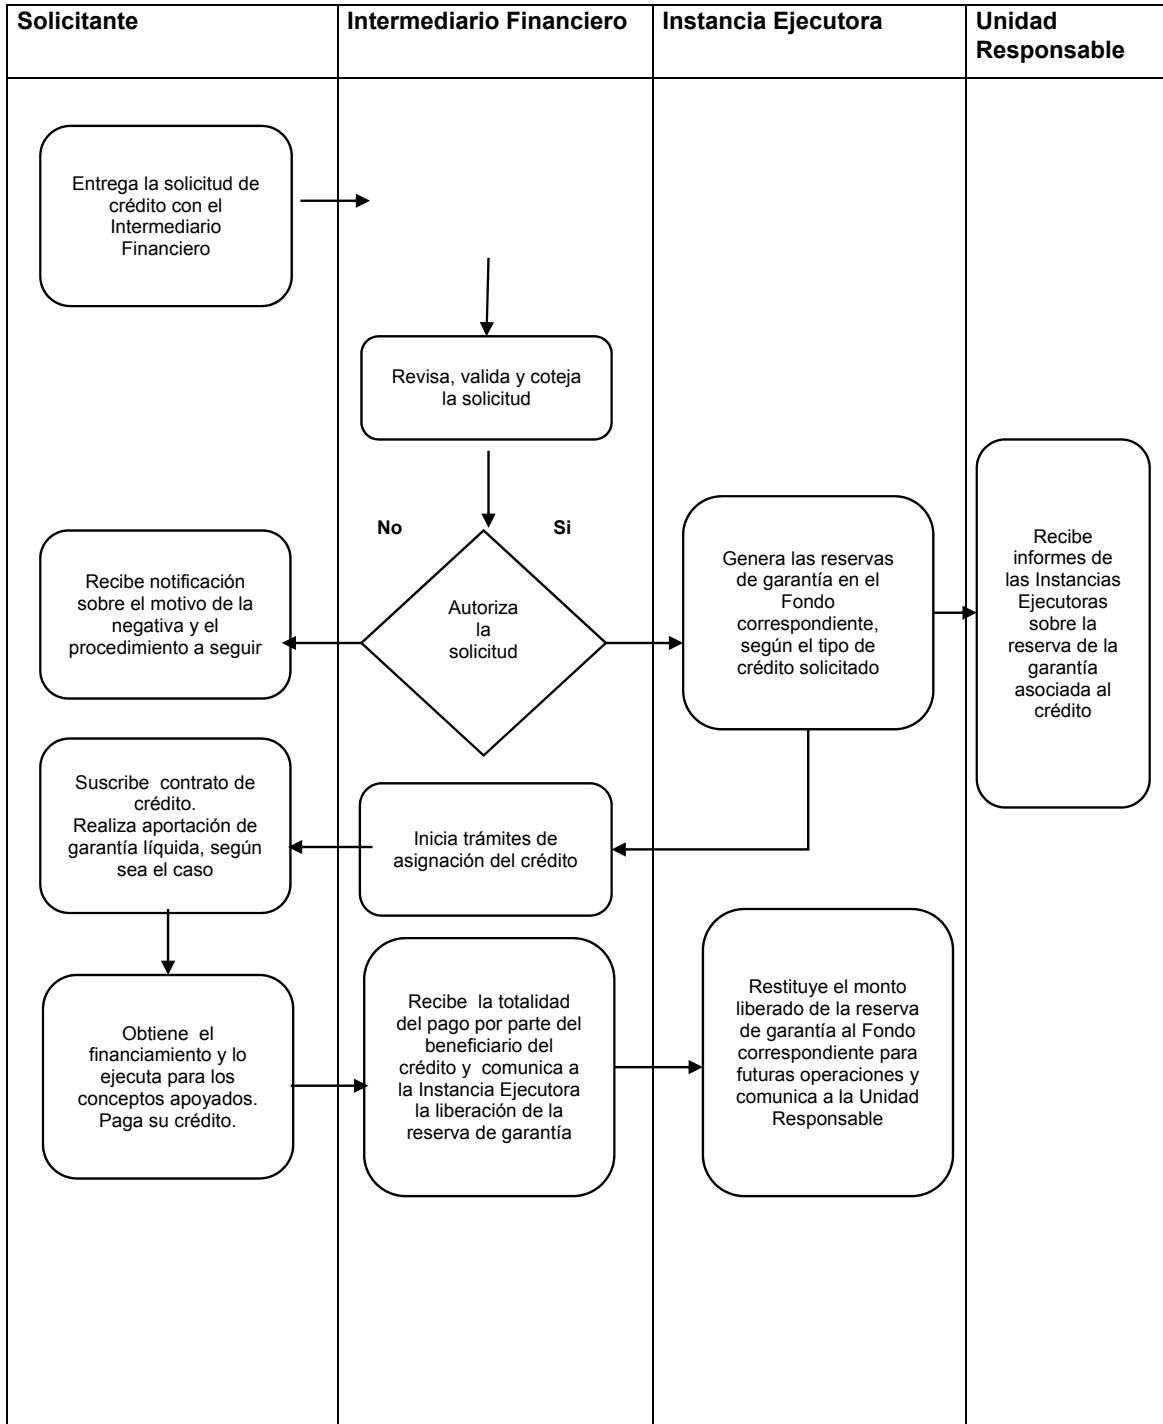 Solicitante
Intermediario Financiero
Instancia Ejecutora
Unidad
Responsable
Entrega la solicitud de
crédito con el
Intermediario
Financiero
Revisa, valida y coteja
la solicitud
No
Si
Autoriza
la
solicitud
Recibe notificación
sobre el motivo de la
negativa y el
procedimiento a seguir
Genera las reservas
de garantía en el
Fondo
correspondiente,
según el tipo de
crédito solicitado
Recibe
informes de
las Instancias
Ejecutoras
sobre la
reserva de la
garantía
asociada al
crédito
Suscribe  contrato de
crédito.
Realiza aportación de
garantía líquida, según
sea el caso
Inicia trámites de
asignación del crédito
Obtiene  el
financiamiento y lo
ejecuta para los
conceptos apoyados.
Paga su crédito.
Recibe  la totalidad
del pago por parte del
beneficiario del
crédito y  comunica a
la Instancia Ejecutora
la liberación de la
reserva de garantía
Restituye el monto
liberado de la reserva
de garantía al Fondo
correspondiente para
futuras operaciones y
comunica a la Unidad
Responsable